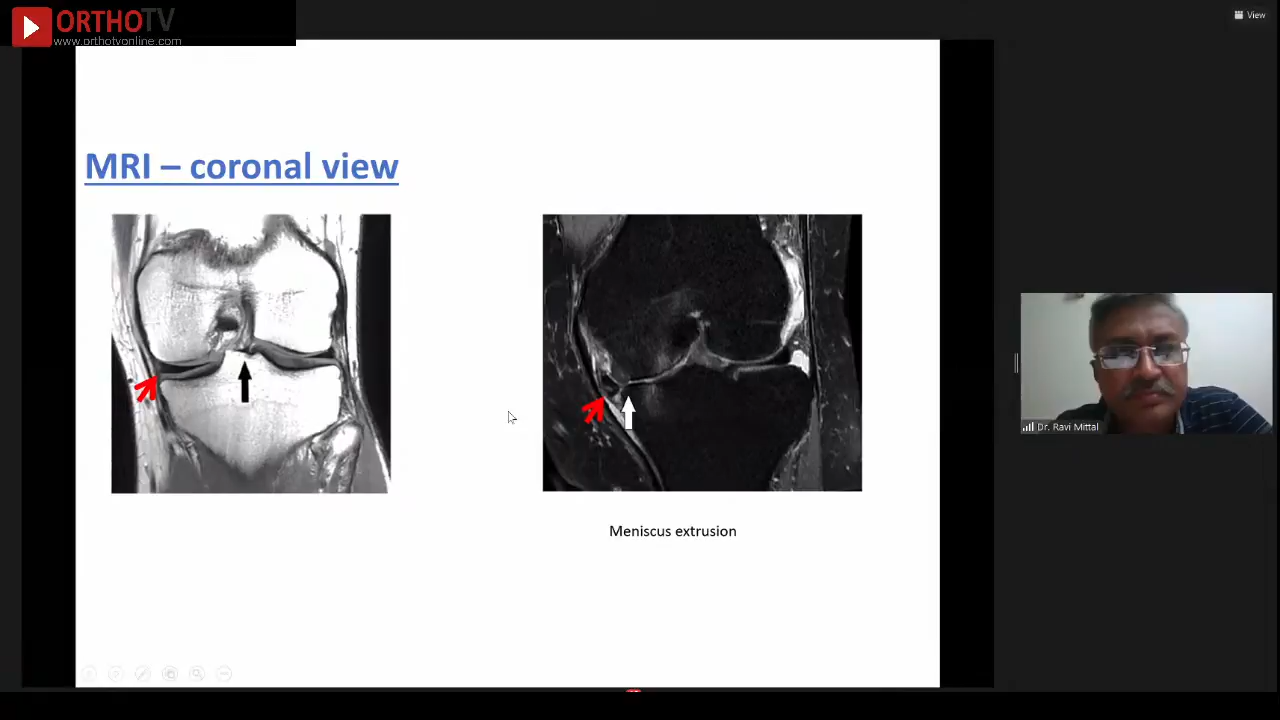 ORTHOTV
www.orthotvonline.com
View
MRI – coronal view
Dr. Ravi Mittal
Meniscus extrusion